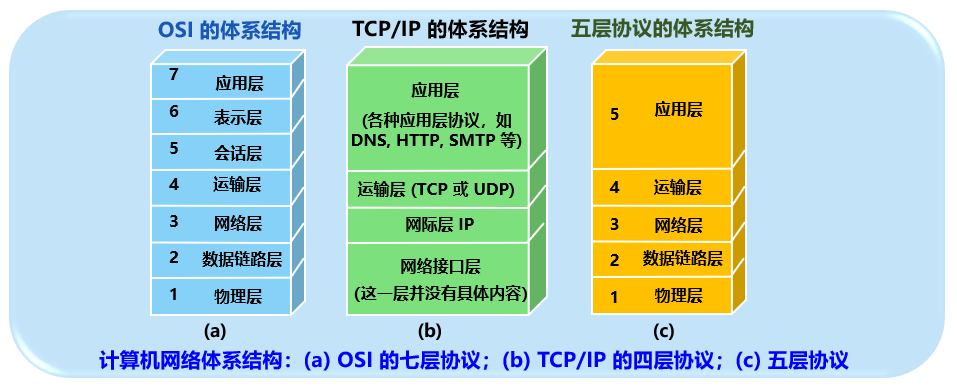 OSI 的体系结构
7 应用层
6 表示层
5 会话层
4 运输层
3 网络层
2 数据链路层
1 物理层
(a)
TCP/IP 的体系结构
应用层
(各种应用层协议，如
DNS, HTTP, SMTP 等)
运输层 (TCP 或 UDP)
网际层 IP
网络接口层
(这一层并没有具体内容)
(b)
五层协议的体系结构
5 应用层
4 运输层
3 网络层
2 数据链路层
1 物理层
(c)
计算机网络体系结构：(a) OSI 的七层协议；(b) TCP/IP 的四层协议；(c) 五层协议